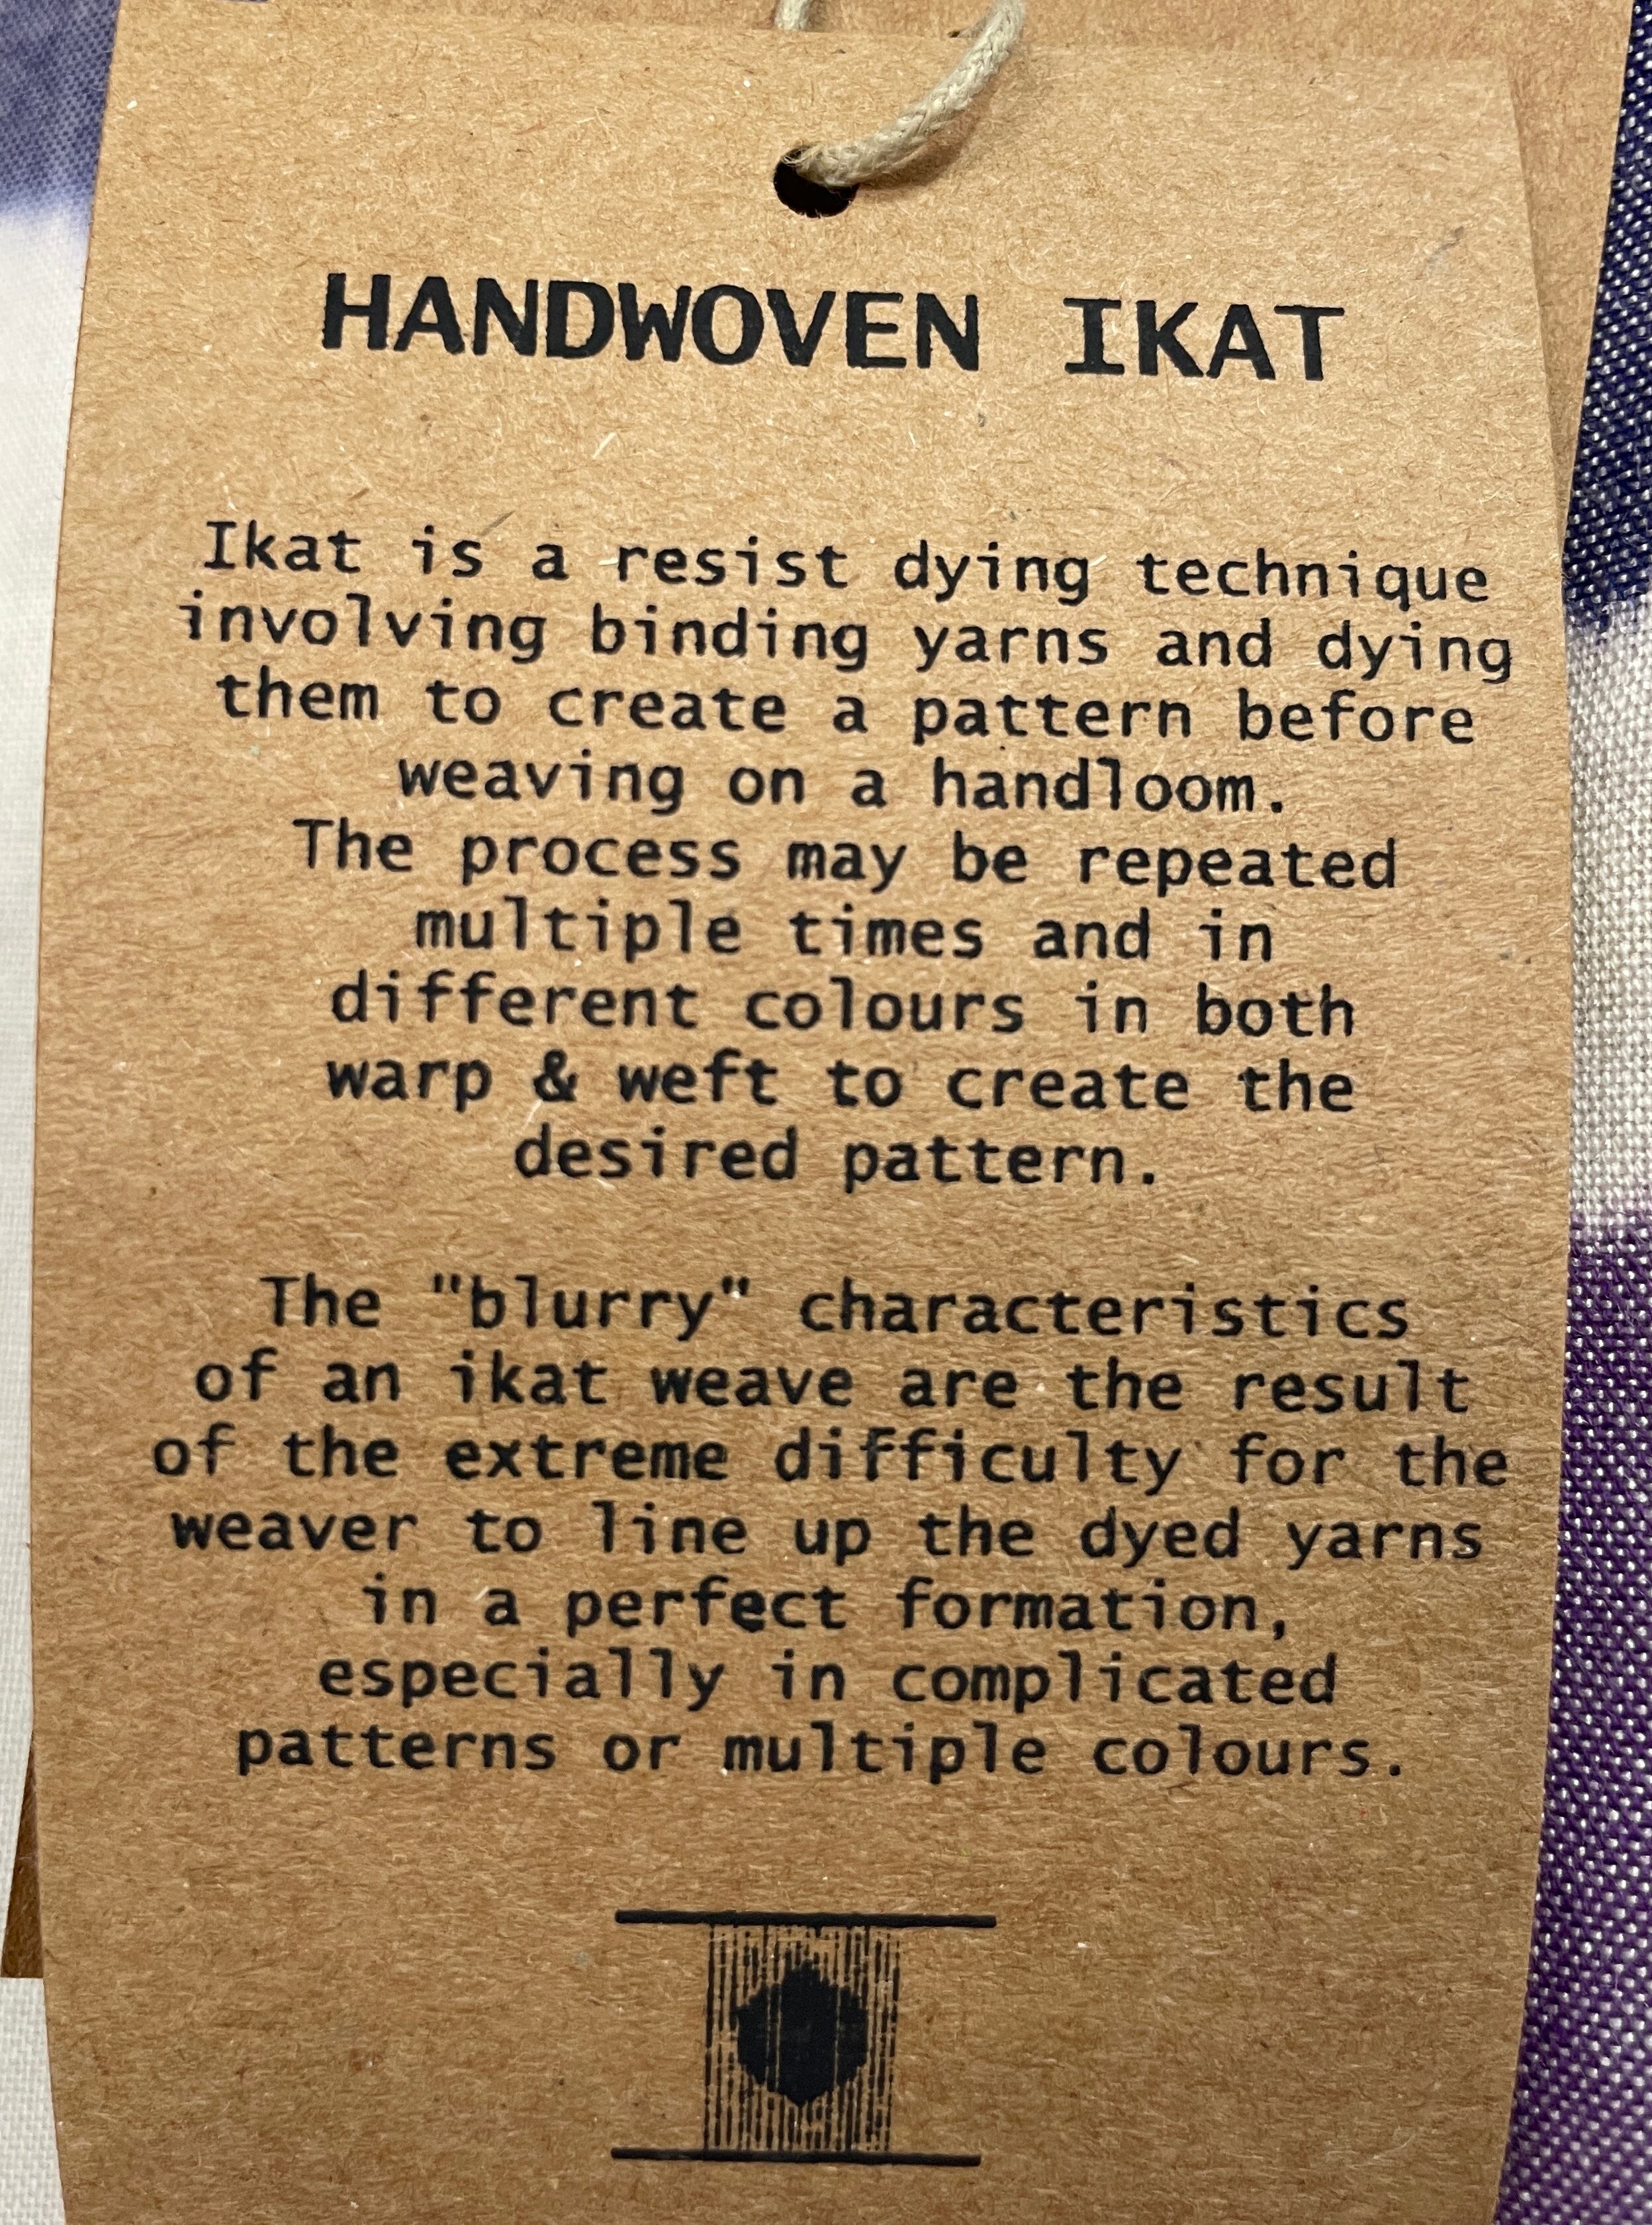 HANDWOVEN IKAT
Ikat is a resist dying technique
involving binding yarns and dying
them to create a pattern before
weaving on a handloom.
The process may be repeated
multiple times and in
different colours in both
warp & weft to create the
desired pattern.
The "blurry" characteristics
of an ikat weave are the result
of the extreme difficulty for the
weaver to line up the dyed yarns
in a perfect formation,
especially in complicated
patterns or multiple colours.